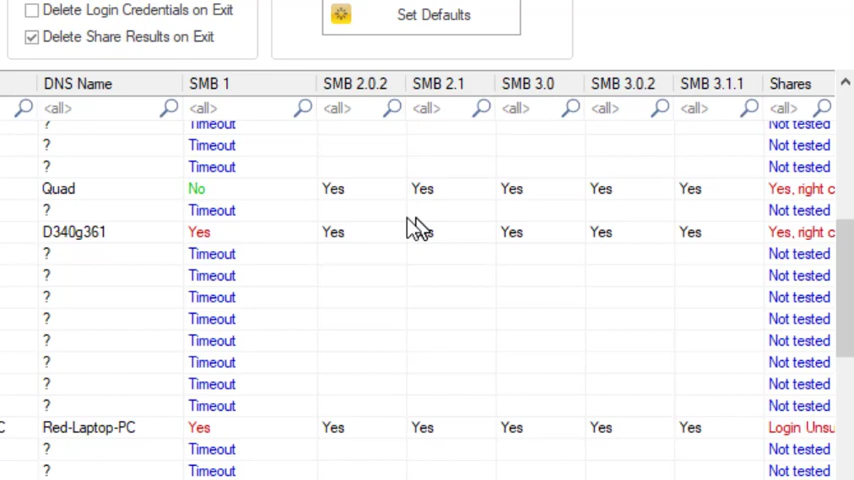 Delete Login Credentials on Exit
Set Defaults
Delete Share Results on Exit
DNS Name SMB 1 SMB 2.0.2 SMB 2.1 SMB 3.0 SMB 3.0.2 SMB 3.1.1 Shares
<all> <all> <all> <all> <all> <all> <all> <all>
? Timeout Not tested
? Timeout Not tested
? Timeout Not tested
Quad No Yes Yes Yes Yes Yes Yes, right c
? Timeout Not tested
D340g361 Yes Yes Yes Yes Yes Yes, right c
? Timeout Not tested
? Timeout Not tested
? Timeout Not tested
? Timeout Not tested
? Timeout Not tested
? Timeout Not tested
? Timeout Not tested
? Timeout Not tested
C Red-Laptop-PC Yes Yes Yes Yes Yes Yes Login Unsu
? Timeout Not tested
? Timeout Not tested